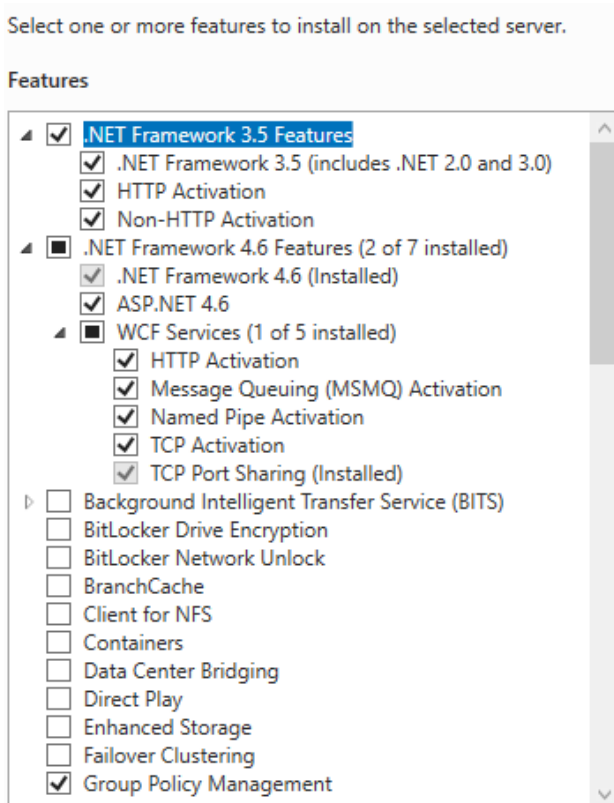 Select one or more features to install on the selected server.
Features
.NET Framework 3.5 Features
.NET Framework 3.5 (includes .NET 2.0 and 3.0)
HTTP Activation
Non-HTTP Activation
.NET Framework 4.6 Features (2 of 7 installed)
.NET Framework 4.6 (Installed)
ASP.NET 4.6
WCF Services (1 of 5 installed)
HTTP Activation
Message Queuing (MSMQ) Activation
Named Pipe Activation
TCP Activation
TCP Port Sharing (Installed)
Background Intelligent Transfer Service (BITS)
BitLocker Drive Encryption
BitLocker Network Unlock
BranchCache
Client for NFS
Containers
Data Center Bridging
Direct Play
Enhanced Storage
Failover Clustering
Group Policy Management